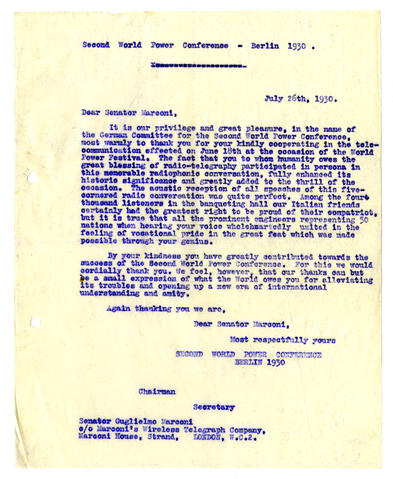 Second World Power Conference - Berlin 1930 .
July 26th, 1930.
Dear Senator Marconi,
It is our privilege and great pleasure, in the name of
the German Committee for the Second World Power Conference,
most warmly to thank you for your kindly cooperating in the tele-
communication effected on June 18th at the occasion of the World
Power Festival. The fact that you to whom humanity owes the
great blessing of radio-telegraphy participated in persona in
this memorable radiophonic conversation, fully enhanced its
historic significance and greatly added to the thrill of the
occasion. The acustic reception of all speeches of this five-
cornered radio conversation was quite perfect. Among the four
thousand listeners in the banqueting hall our Italian friends
certainly had the greatest right to be proud of their compatriot,
but it is true that all the prominent engineers representing 50
nations when hearing your voice wholeheartedly united in the
feeling of vocational pride in the great feat which was made
possible through your genius.
By your kindness you have greatly contributed towards the
success of the Second World Power Conference. For this we would
cordially thank you. We feel, however, that our thanks can but
be a small expression of what the World owes you for alleviating
its troubles and opening up a new era of international
understanding and amity.
Again thanking you we are,
Dear Senator Marconi,
Most respectfully yours
SECOND WORLD POWER CONFERENCE
BERLIN 1930
Chairman
Secretary
Senator Guglielmo Marconi
c/o Marconi's Wireless Telegraph Company,
Marconi House, Strand, LONDON, W.C.2.